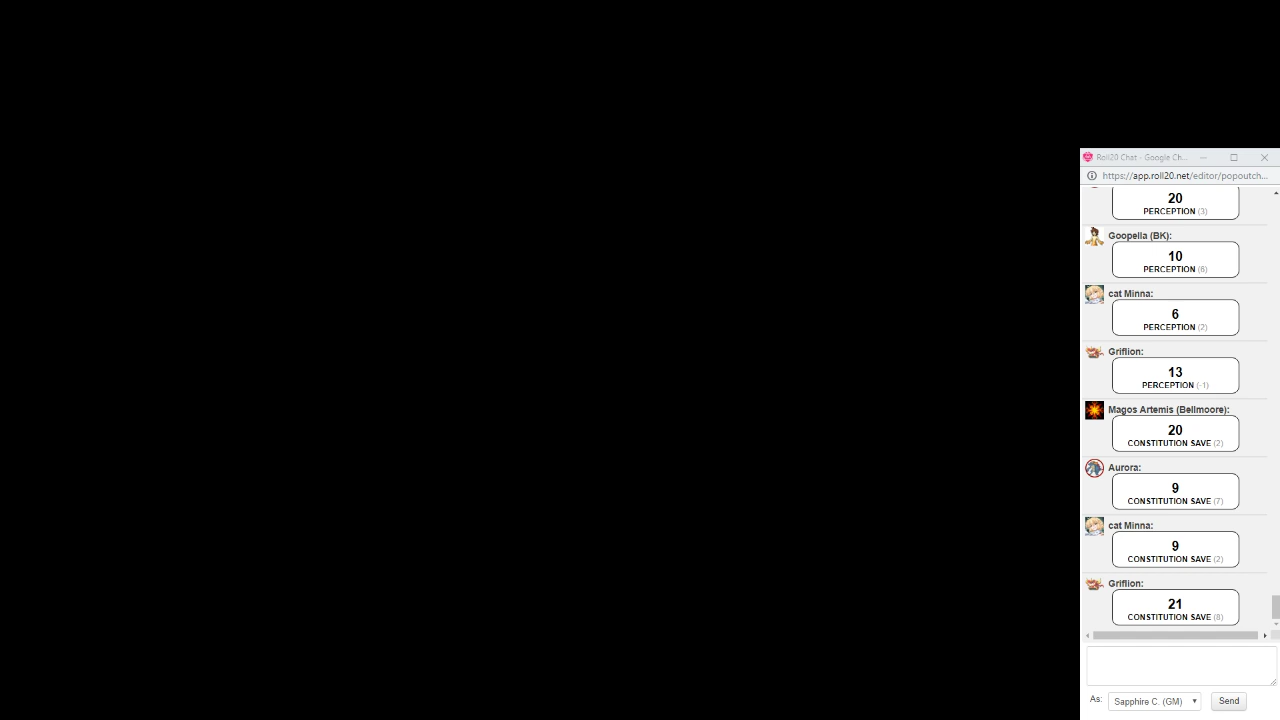 Roll20 Chat - Google Ch...
https://app.roll20.net/editor/popoutch...
20
PERCEPTION (3)
Goopella (BK):
10
PERCEPTION (6)
cat Minna:
6
PERCEPTION (2)
Griflion:
13
PERCEPTION (-1)
Magos Artemis (Bellmoore):
20
CONSTITUTION SAVE (2)
Aurora:
9
CONSTITUTION SAVE (7)
cat Minna:
9
CONSTITUTION SAVE (2)
Griflion:
21
CONSTITUTION SAVE (8)
As: Sapphire C. (GM) Send